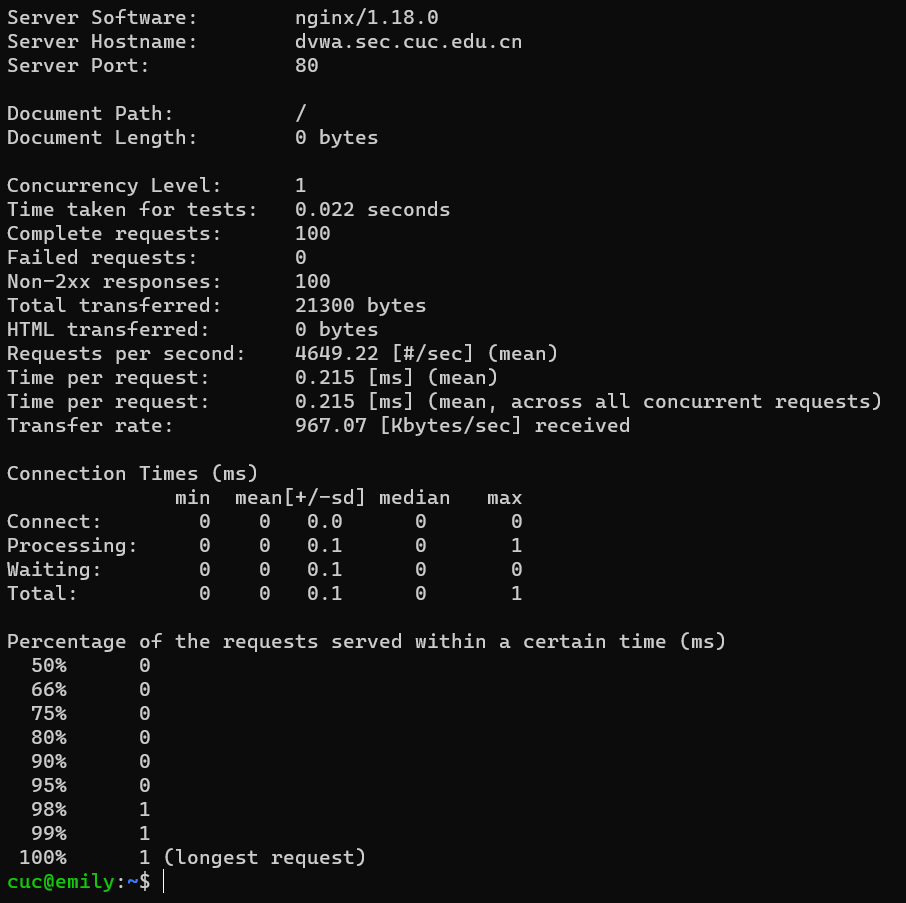 Server Software:        nginx/1.18.0
Server Hostname:        dvwa.sec.cuc.edu.cn
Server Port:            80

Document Path:          /
Document Length:        0 bytes

Concurrency Level:      1
Time taken for tests:   0.022 seconds
Complete requests:      100
Failed requests:        0
Non-2xx responses:      100
Total transferred:      21300 bytes
HTML transferred:       0 bytes
Requests per second:    4649.22 [#/sec] (mean)
Time per request:       0.215 [ms] (mean)
Time per request:       0.215 [ms] (mean, across all concurrent requests)
Transfer rate:          967.07 [Kbytes/sec] received

Connection Times (ms)
              min  mean[+/-sd] median   max
Connect:        0    0   0.0      0       0
Processing:     0    0   0.1      0       1
Waiting:        0    0   0.1      0       0
Total:          0    0   0.1      0       1

Percentage of the requests served within a certain time (ms)
  50%      0
  66%      0
  75%      0
  80%      0
  90%      0
  95%      0
  98%      1
  99%      1
 100%      1 (longest request)
cuc@emily:~$